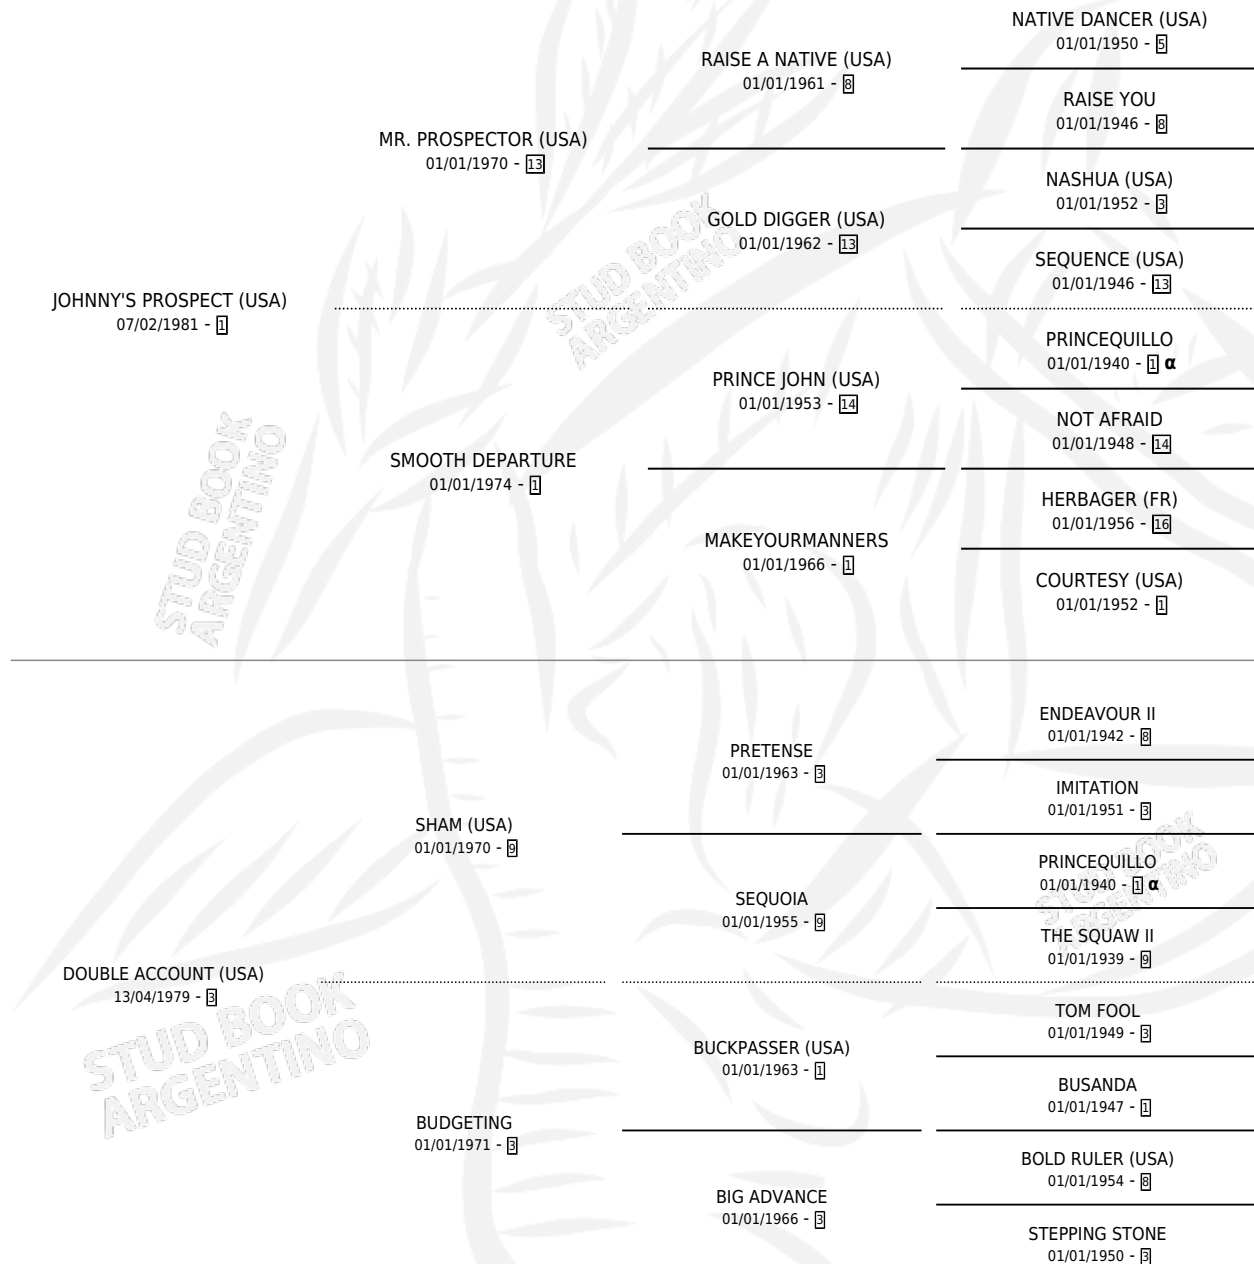 NATIVE DANCER (USA)
01/01/1950 - 5
RAISE A NATIVE (USA)
01/01/1961 - 8
RAISE YOU
01/01/1946 - 8
MR. PROSPECTOR (USA)
01/01/1970 - 13
NASHUA (USA)
01/01/1952 - 3
GOLD DIGGER (USA)
01/01/1962 - 13
SEQUENCE (USA)
01/01/1946 - 13
JOHNNY'S PROSPECT (USA)
07/02/1981 - 1
STUD BOOK
ARGENTINO
PRINCEQUILLO
01/01/1940 - 1 α
PRINCE JOHN (USA)
01/01/1953 - 14
NOT AFRAID
01/01/1948 - 14
SMOOTH DEPARTURE
01/01/1974 - 1
HERBAGER (FR)
01/01/1956 - 16
MAKEYOURMANNERS
01/01/1966 - 1
COURTESY (USA)
01/01/1952 - 1
STUD BOOK
ARGENTINO
ENDEAVOUR II
01/01/1942 - 8
PRETENSE
01/01/1963 - 3
IMITATION
01/01/1951 - 3
SHAM (USA)
01/01/1970 - 9
PRINCEQUILLO
01/01/1940 - 1 α
SEQUOIA
01/01/1955 - 9
THE SQUAW II
01/01/1939 - 9
STUD BOOK
ARGENTINO
DOUBLE ACCOUNT (USA)
13/04/1979 - 3
TOM FOOL
01/01/1949 - 3
BUCKPASSER (USA)
01/01/1963 - 1
BUSANDA
01/01/1947 - 1
STUD BOOK
ARGENTINO
BUDGETING
01/01/1971 - 3
BOLD RULER (USA)
01/01/1954 - 8
BIG ADVANCE
01/01/1966 - 3
STEPPING STONE
01/01/1950 - 3